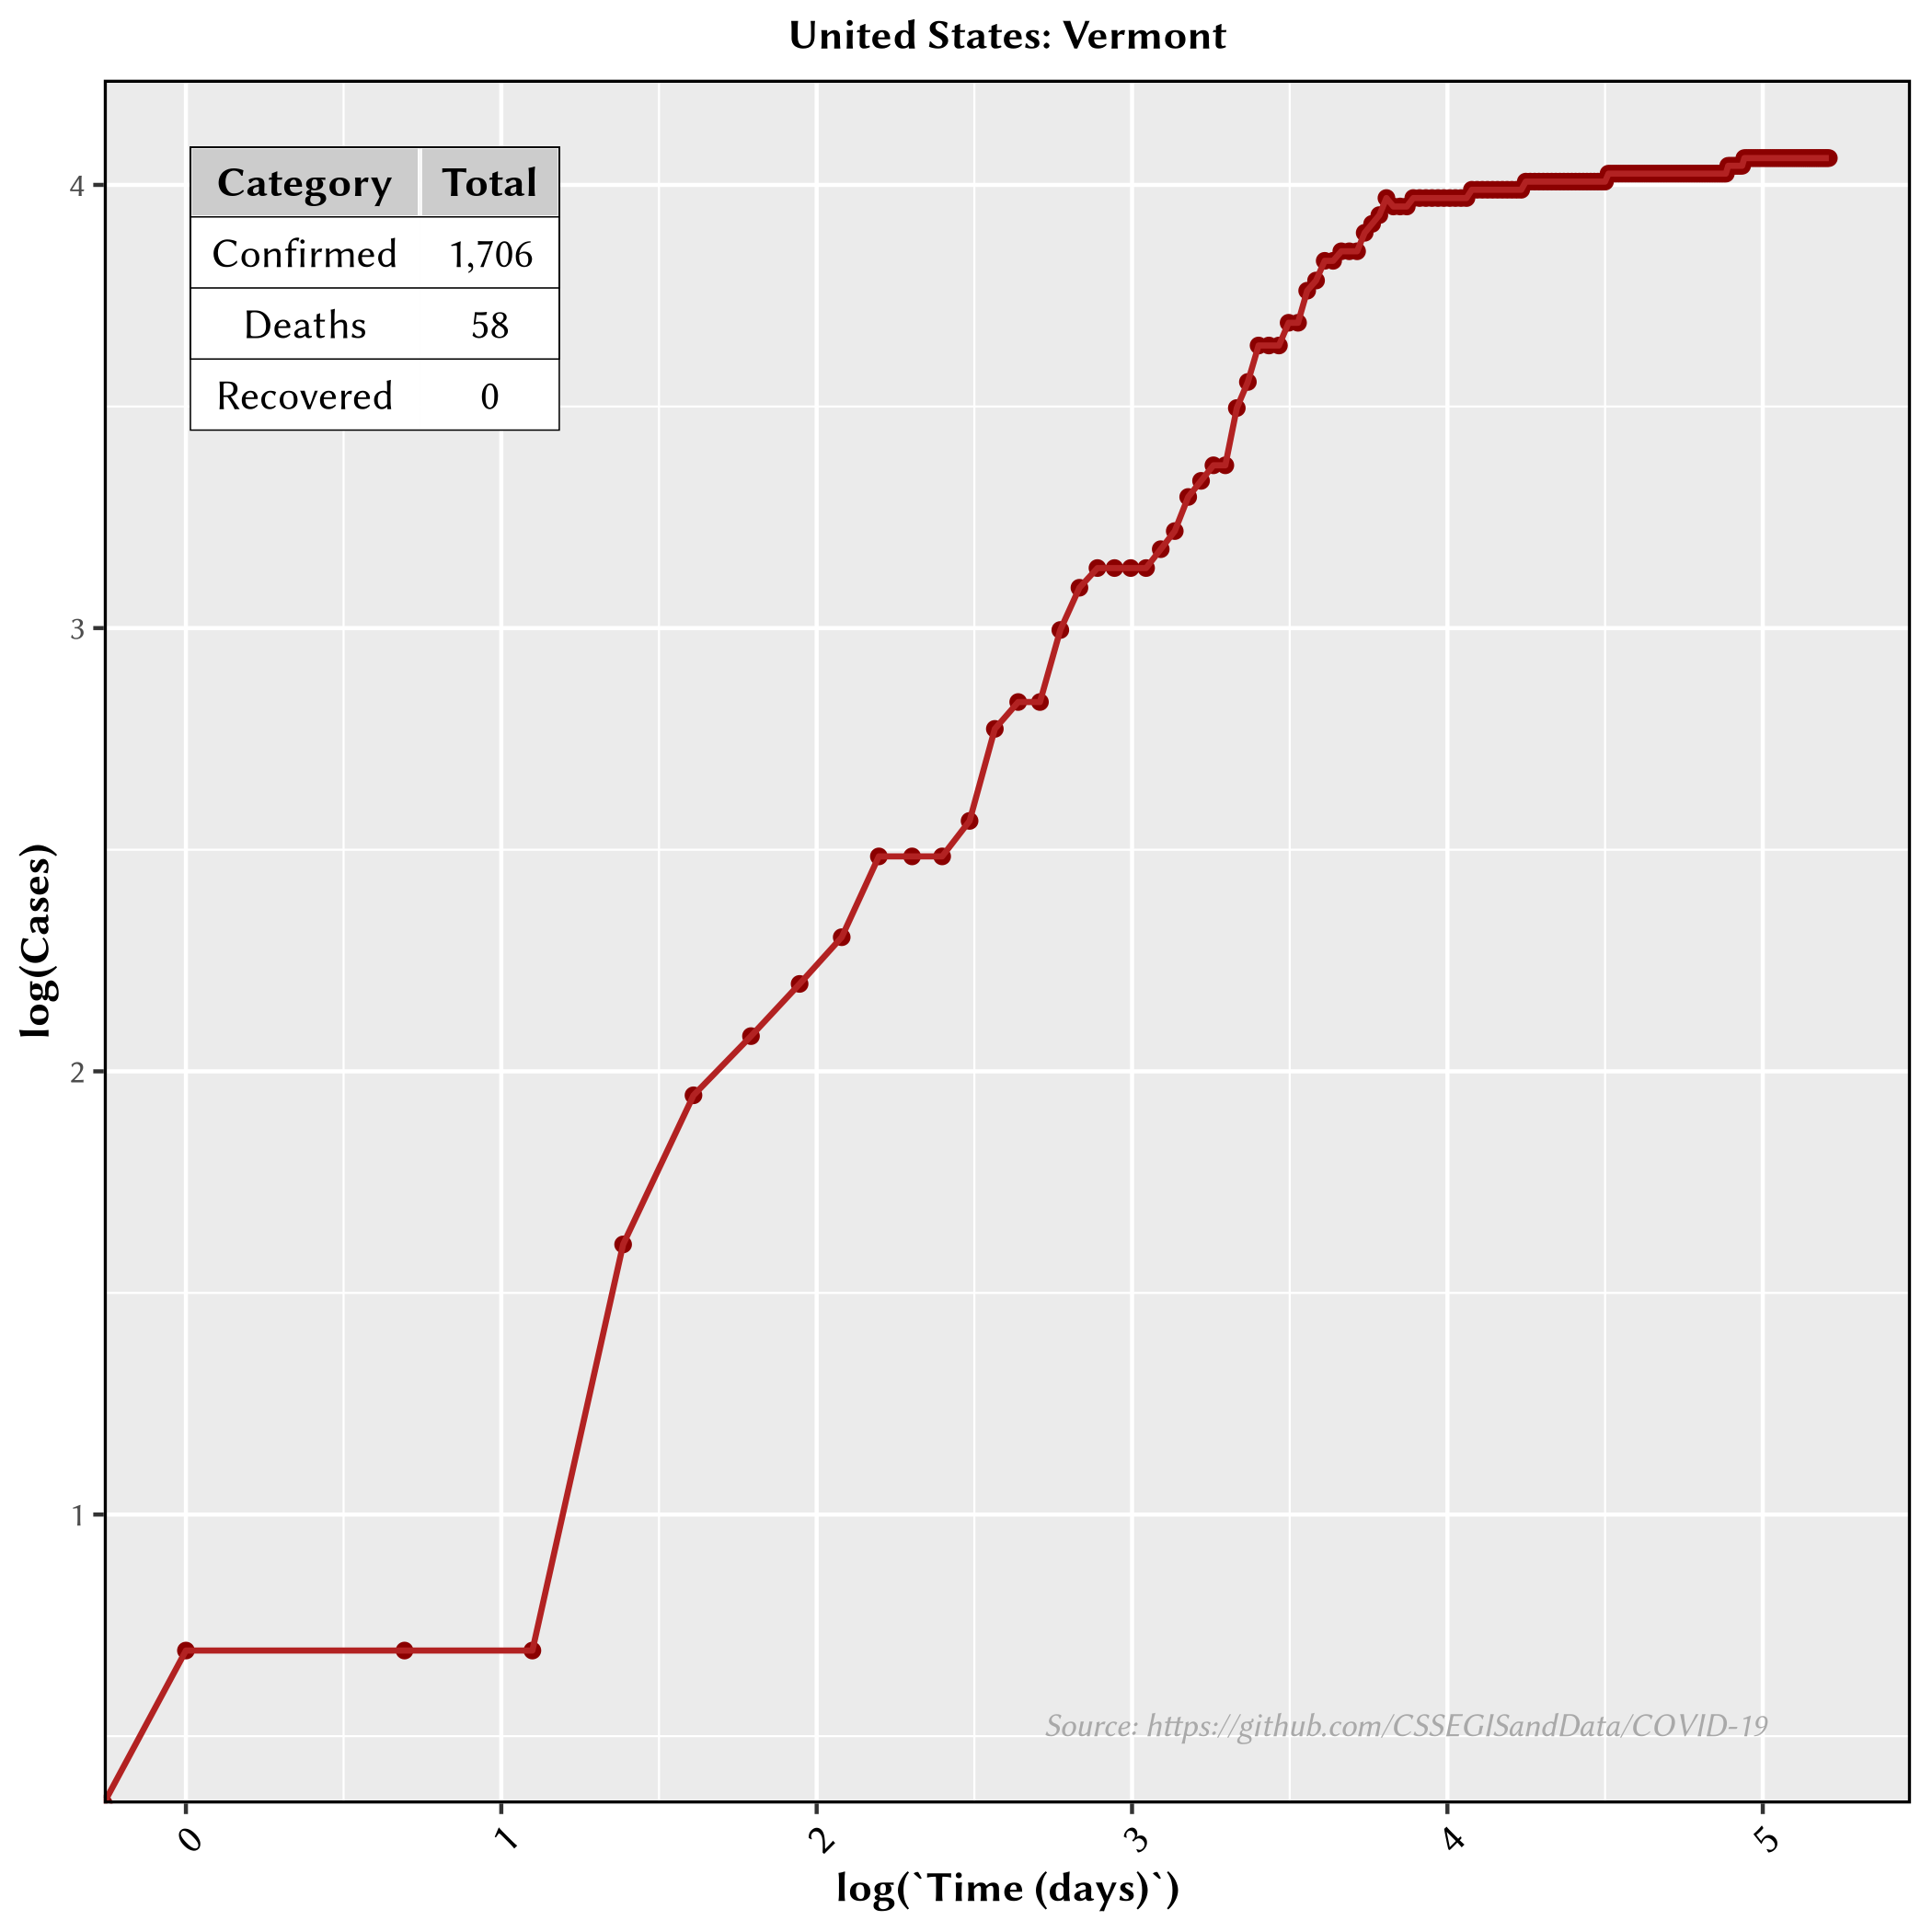 United States: Vermont
Category Total
Confirmed 1,706
Deaths 58
Recovered 0
4
3
2
1
log(Cases)
Source: https://github.com/CSSEGISandData/COVID-19
0 1 2 3 4 5
log(`Time (days)`)